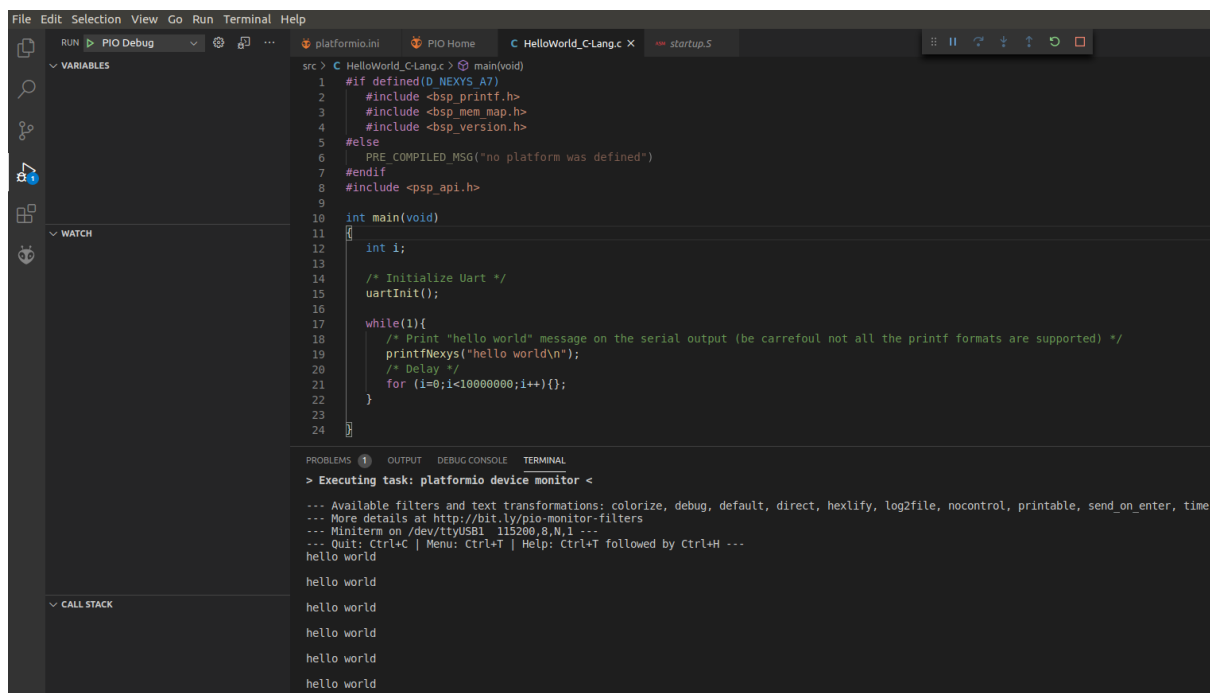 File Edit Selection View Go Run Terminal Help
RUN PIO Debug
platformio.ini PIO Home C HelloWorld_C-Lang.c startup.S
VARIABLES
WATCH
CALL STACK
1
src > C HelloWorld_C-Lang.c > main(void)
1 #if defined(D_NEXYS_A7)
2 #include <bsp_printf.h>
3 #include <bsp_mem_map.h>
4 #include <bsp_version.h>
5 #else
6 PRE_COMPILED_MSG("no platform was defined")
7 #endif
8 #include <psp_api.h>
9
10 int main(void)
11 {
12 int i;
13
14 /* Initialize Uart */
15 uartInit();
16
17 while(1){
18 /* Print "hello world" message on the serial output (be carrefoul not all the printf formats are supported) */
19 printfNexys("hello world\n");
20 /* Delay */
21 for (i=0;i<10000000;i++){};
22 }
23
24 }
PROBLEMS 1 OUTPUT DEBUG CONSOLE TERMINAL
> Executing task: platformio device monitor <
--- Available filters and text transformations: colorize, debug, default, direct, hexlify, log2file, nocontrol, printable, send_on_enter, time
--- More details at http://bit.ly/pio-monitor-filters
--- Miniterm on /dev/ttyUSB1 115200,8,N,1 ---
--- Quit: Ctrl+C | Menu: Ctrl+T | Help: Ctrl+T followed by Ctrl+H ---
hello world
hello world
hello world
hello world
hello world
hello world